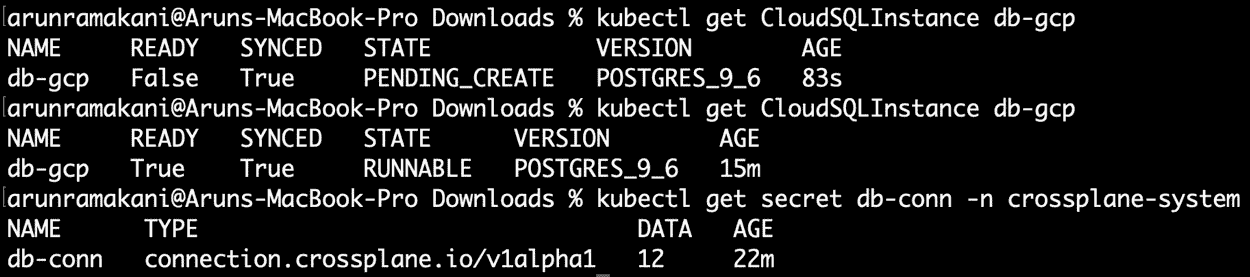 arunramakani@Aruns-MacBook-Pro Downloads % kubectl get CloudSQLInstance db-gcp
NAME READY SYNCED STATE VERSION AGE
db-gcp False True PENDING_CREATE POSTGRES_9_6 83s
arunramakani@Aruns-MacBook-Pro Downloads % kubectl get CloudSQLInstance db-gcp
NAME READY SYNCED STATE VERSION AGE
db-gcp True True RUNNABLE POSTGRES_9_6 15m
arunramakani@Aruns-MacBook-Pro Downloads % kubectl get secret db-conn -n crossplane-system
NAME TYPE DATA AGE
db-conn connection.crossplane.io/v1alpha1 12 22m